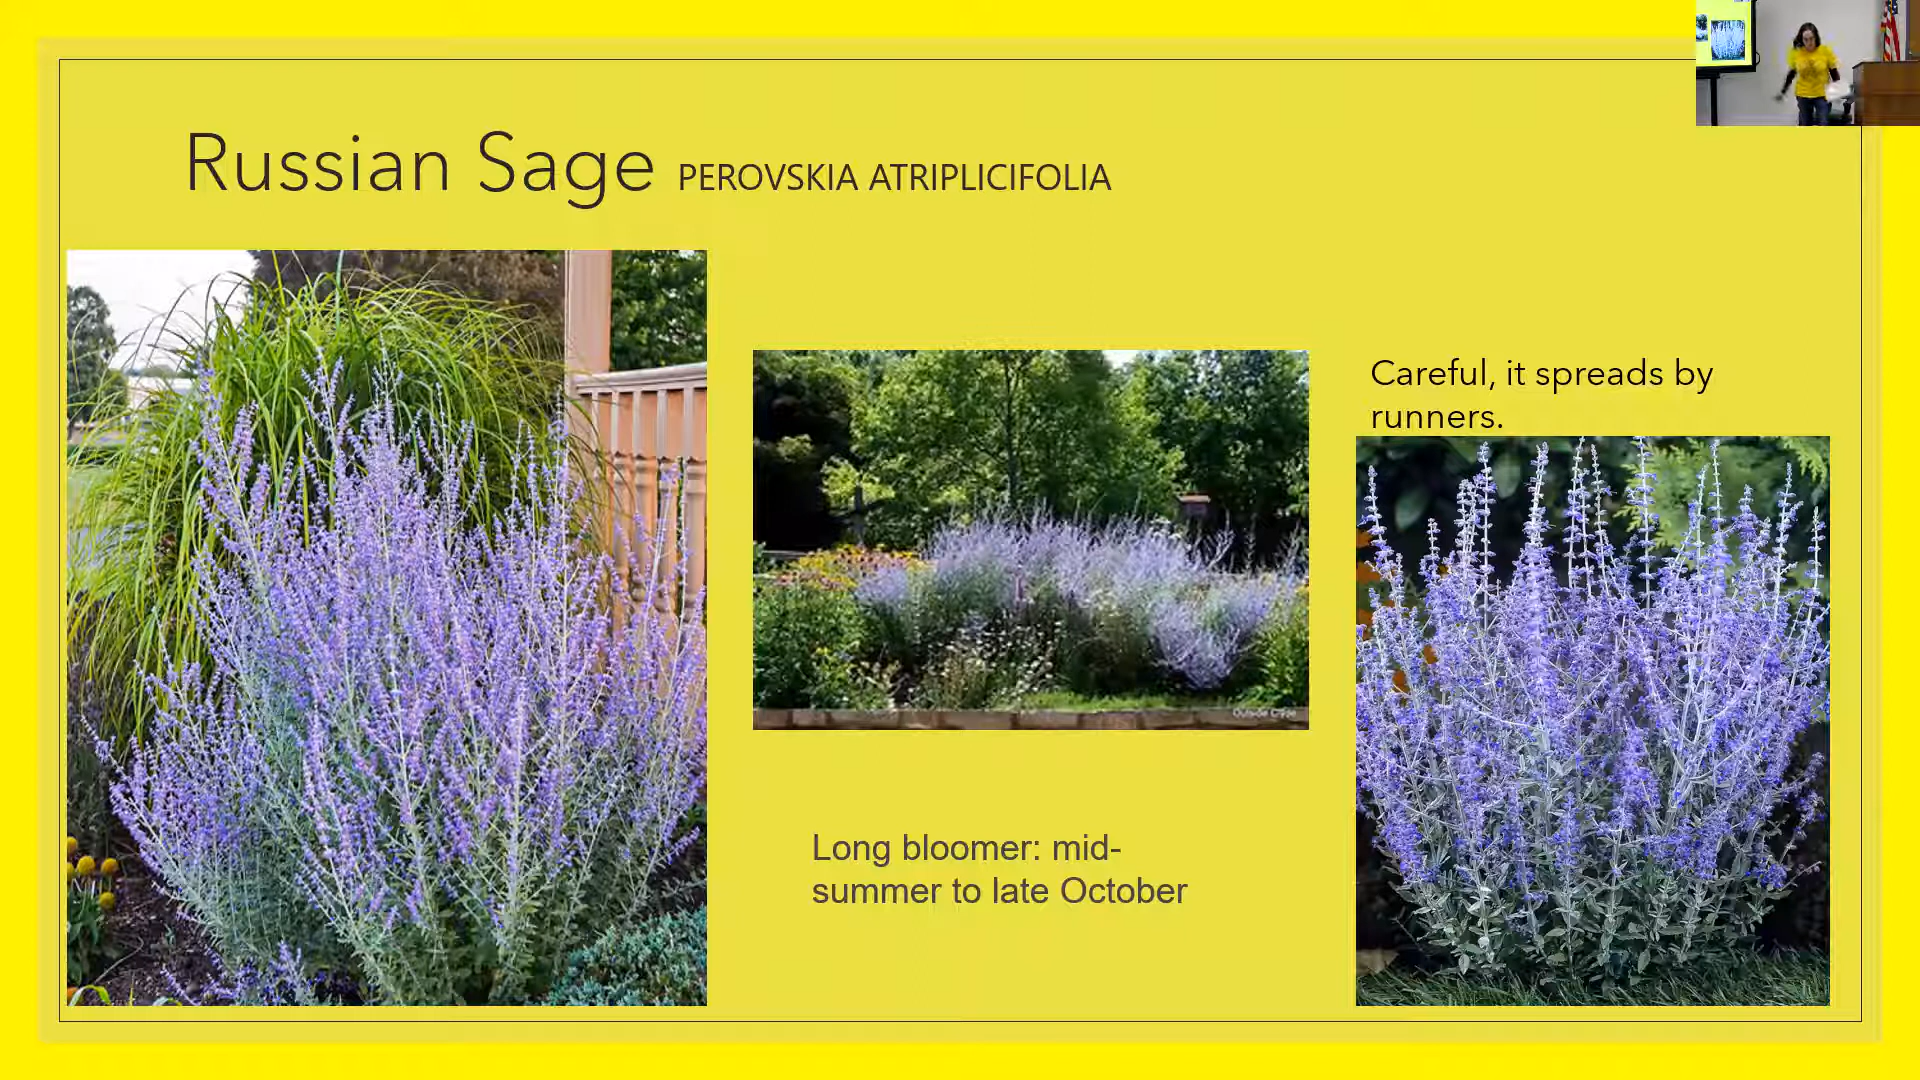 Russian Sage PEROVSKIA ATRIPLICIFOLIA
Careful, it spreads by
runners.
Long bloomer: mid-
summer to late October